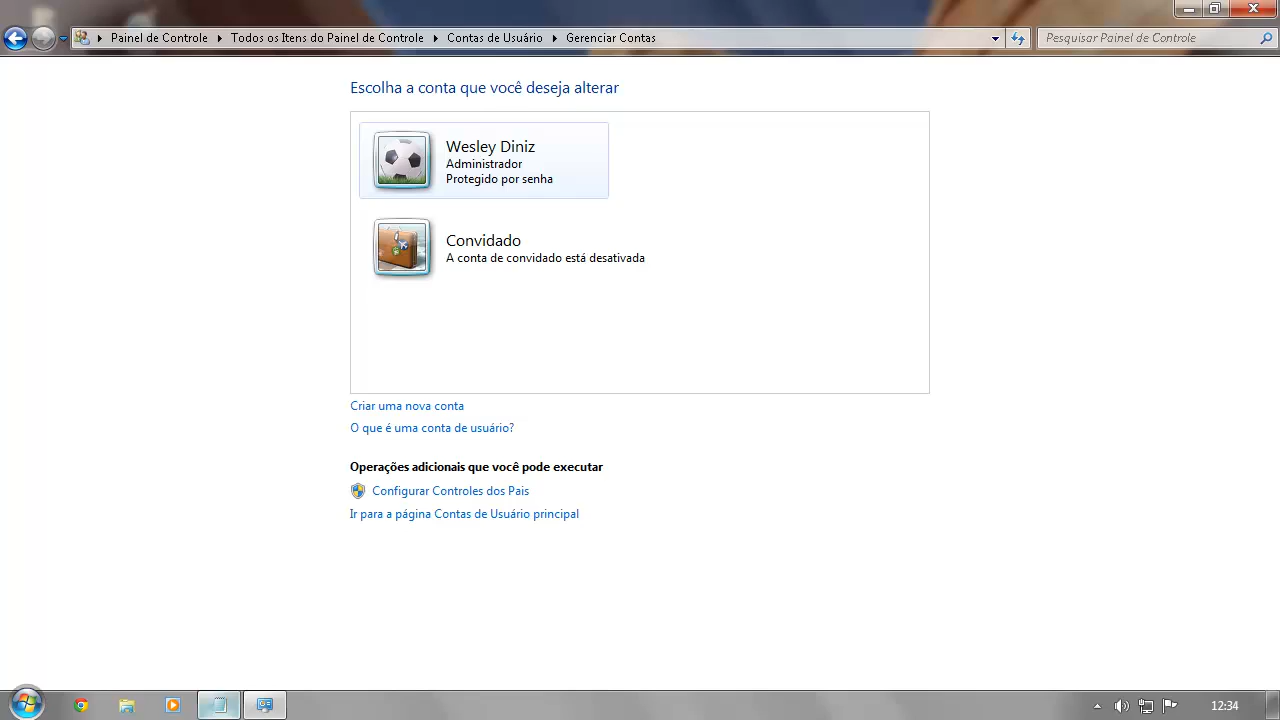 Painel de Controle Todos os Itens do Painel de Controle Contas de Usuário Gerenciar Contas
Pesquisar Painel de Controle
Escolha a conta que você deseja alterar
Wesley Diniz
Administrador
Protegido por senha
Convidado
A conta de convidado está desativada
Criar uma nova conta
O que é uma conta de usuário?
Operações adicionais que você pode executar
Configurar Controles dos Pais
Ir para a página Contas de Usuário principal
12:34